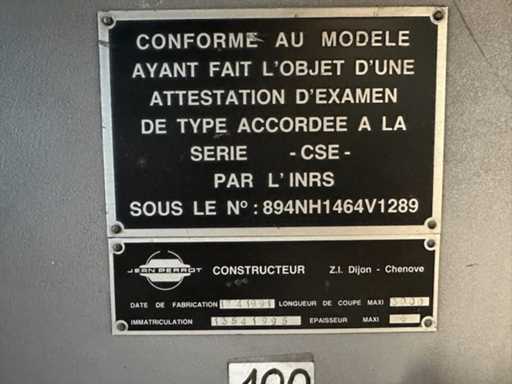 CONFORME AU MODELE
AYANT FAIT L'OBJET D'UNE
ATTESTATION D'EXAMEN
DE TYPE ACCORDEE A LA
SERIE - CSE -
PAR L'INRS
SOUS LE Nº : 894NH1464V1289
JEAN PERROT CONSTRUCTEUR Z.I. Dijon - Chenove
DATE DE FABRICATION LONGUEUR DE COUPE MAXI
IMMATRICULATION EPAISSEUR MAXI